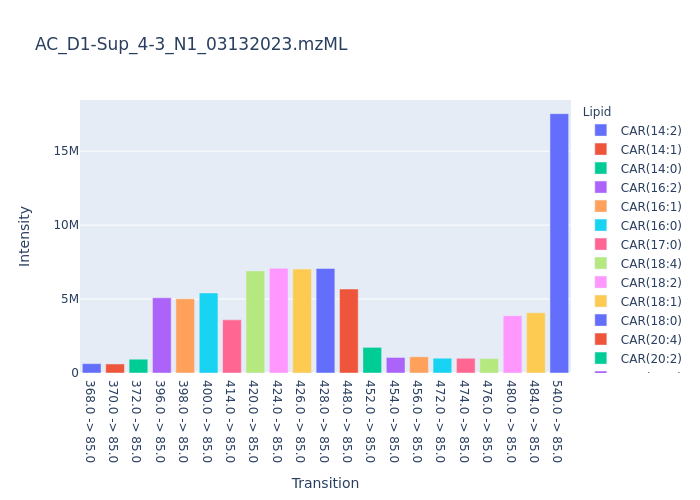 AC_D1-Sup_4-3_N1_03132023.mzML
Intensity
15M
10M
5M
0
368.0 -> 85.0
370.0 -> 85.0
372.0 -> 85.0
396.0 -> 85.0
398.0 -> 85.0
400.0 -> 85.0
414.0 -> 85.0
420.0 -> 85.0
424.0 -> 85.0
426.0 -> 85.0
428.0 -> 85.0
448.0 -> 85.0
452.0 -> 85.0
454.0 -> 85.0
456.0 -> 85.0
472.0 -> 85.0
474.0 -> 85.0
476.0 -> 85.0
480.0 -> 85.0
484.0 -> 85.0
540.0 -> 85.0
Transition
Lipid
CAR(14:2)
CAR(14:1)
CAR(14:0)
CAR(16:2)
CAR(16:1)
CAR(16:0)
CAR(17:0)
CAR(18:4)
CAR(18:2)
CAR(18:1)
CAR(18:0)
CAR(20:4)
CAR(20:2)